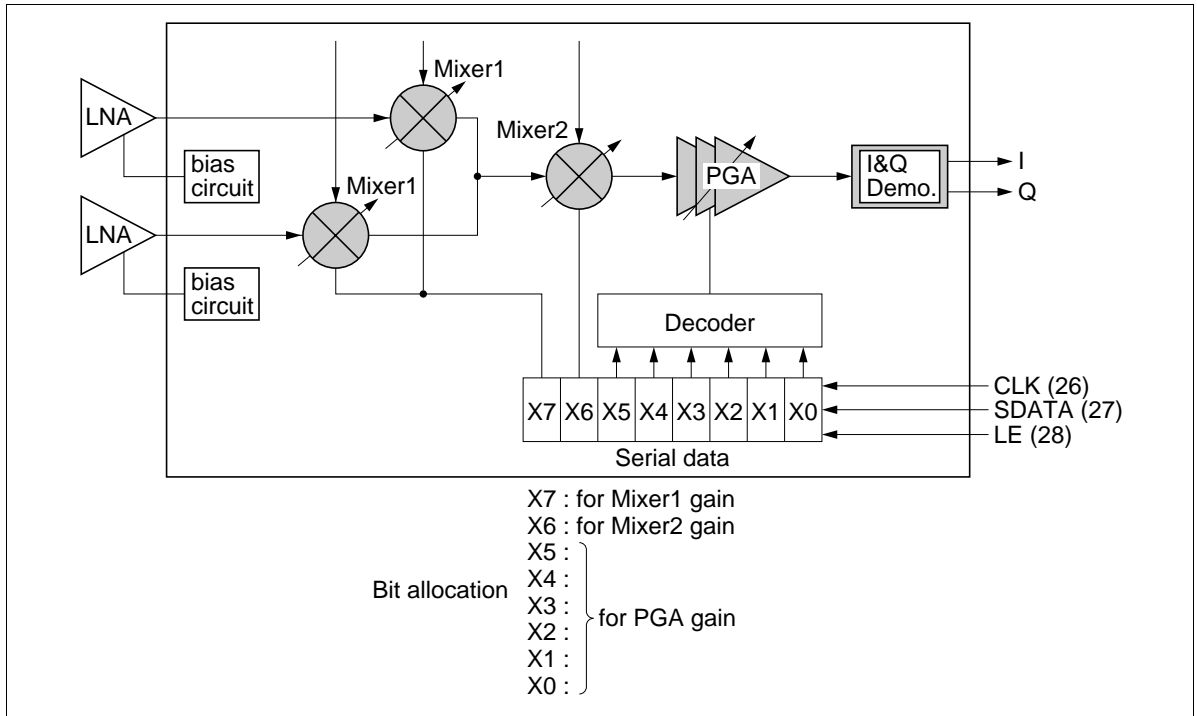 Mixer1
LNA
Mixer2
bias
circuit
Mixer1
PGA
I&Q
Demo.
I
Q
LNA
bias
circuit
Decoder
X7 X6 X5 X4 X3 X2 X1 X0
CLK (26)
SDATA (27)
LE (28)
Serial data
X7 : for Mixer1 gain
X6 : for Mixer2 gain
X5 :
X4 :
Bit allocation
X3 :
for PGA gain
X2 :
X1 :
X0 :